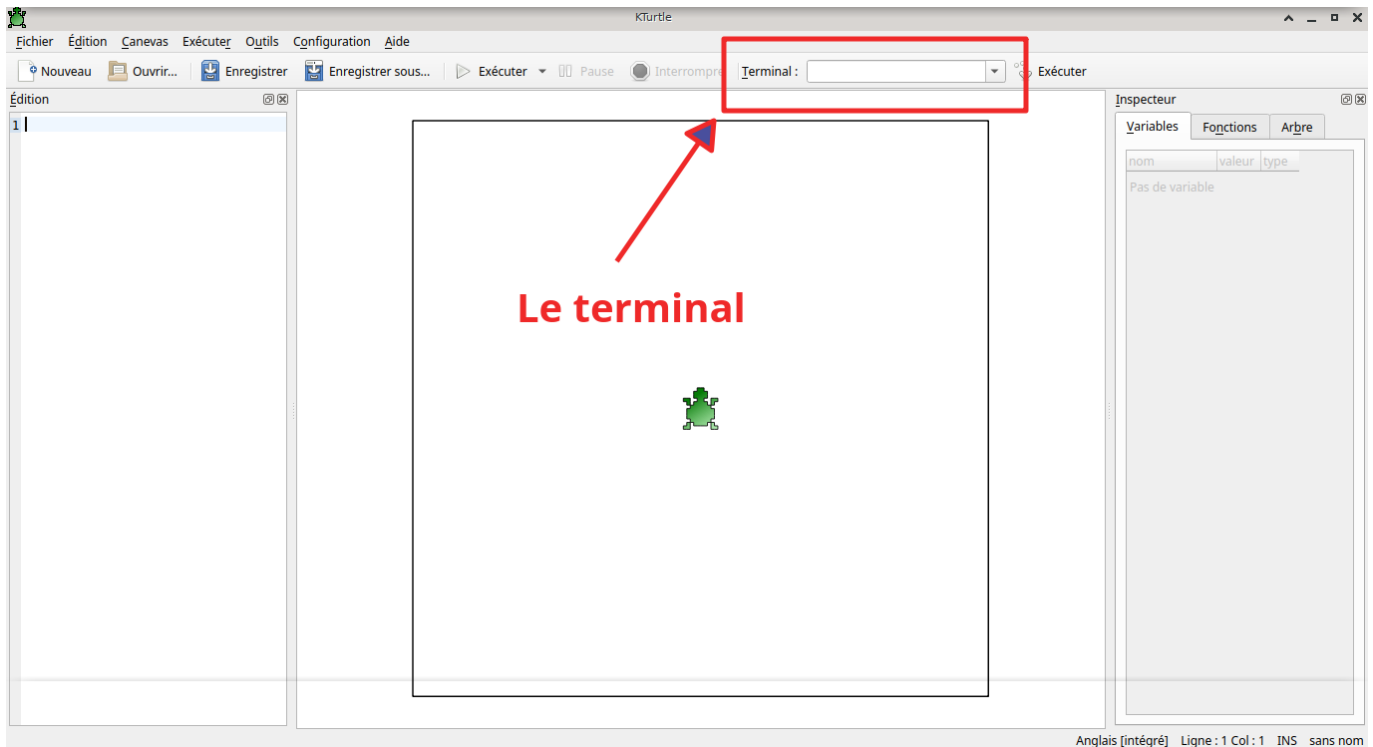 KTurtle
Fichier Édition Canevas Exécuter Outils Configuration Aide
Nouveau Ouvrir... Enregistrer Enregistrer sous... Exécuter Pause Interrompre Terminal : Exécuter
Édition
Inspecteur
1
Variables Fonctions Arbre
nom valeur type
Pas de variable
Le terminal
Anglais [intégré] Ligne : 1 Col : 1 INS sans nom